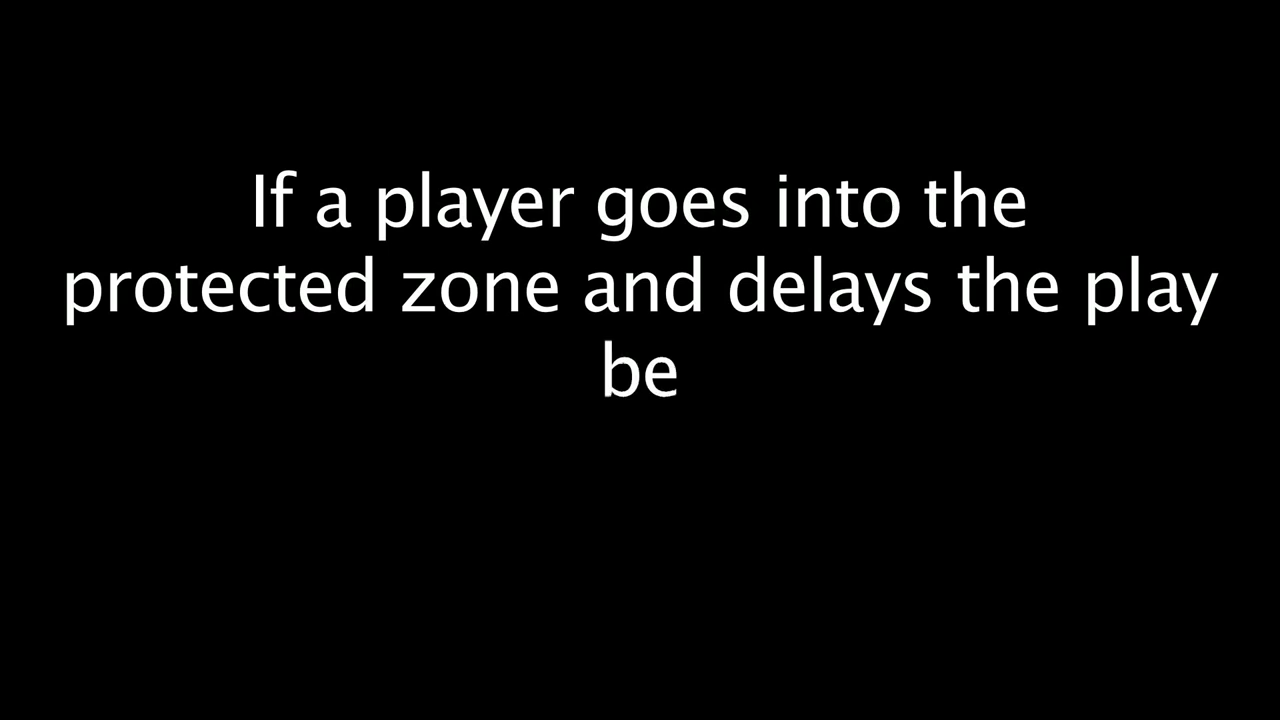 If a player goes into the
protected zone and delays the play
be